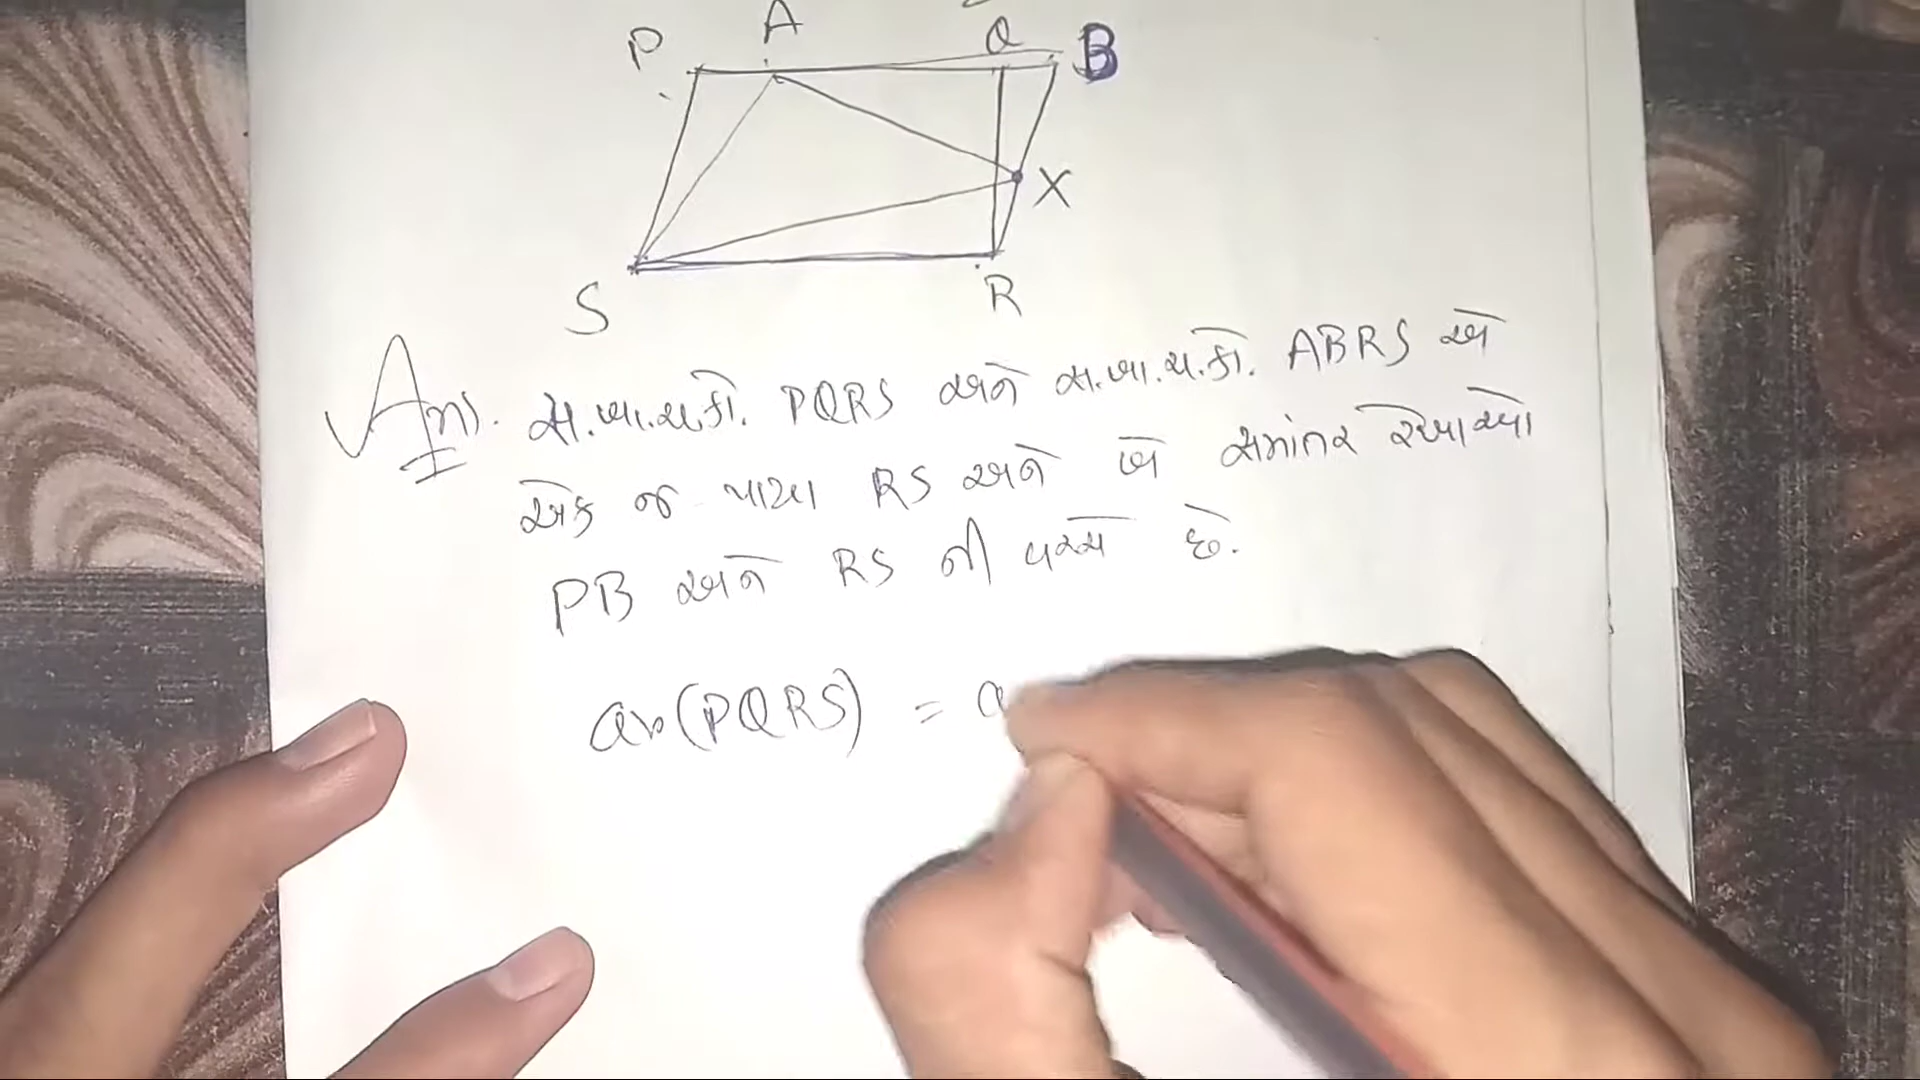 P A Q B
X
S R
Ans. સ.બા.ચ.કો. PQRS અને સ.બા.ચ.કો. ABRS એ
એક જ પાયા RS અને બે સમાંતર રેખાઓ
PB અને RS ની વચ્ચે છે.
ar(PQRS) = a